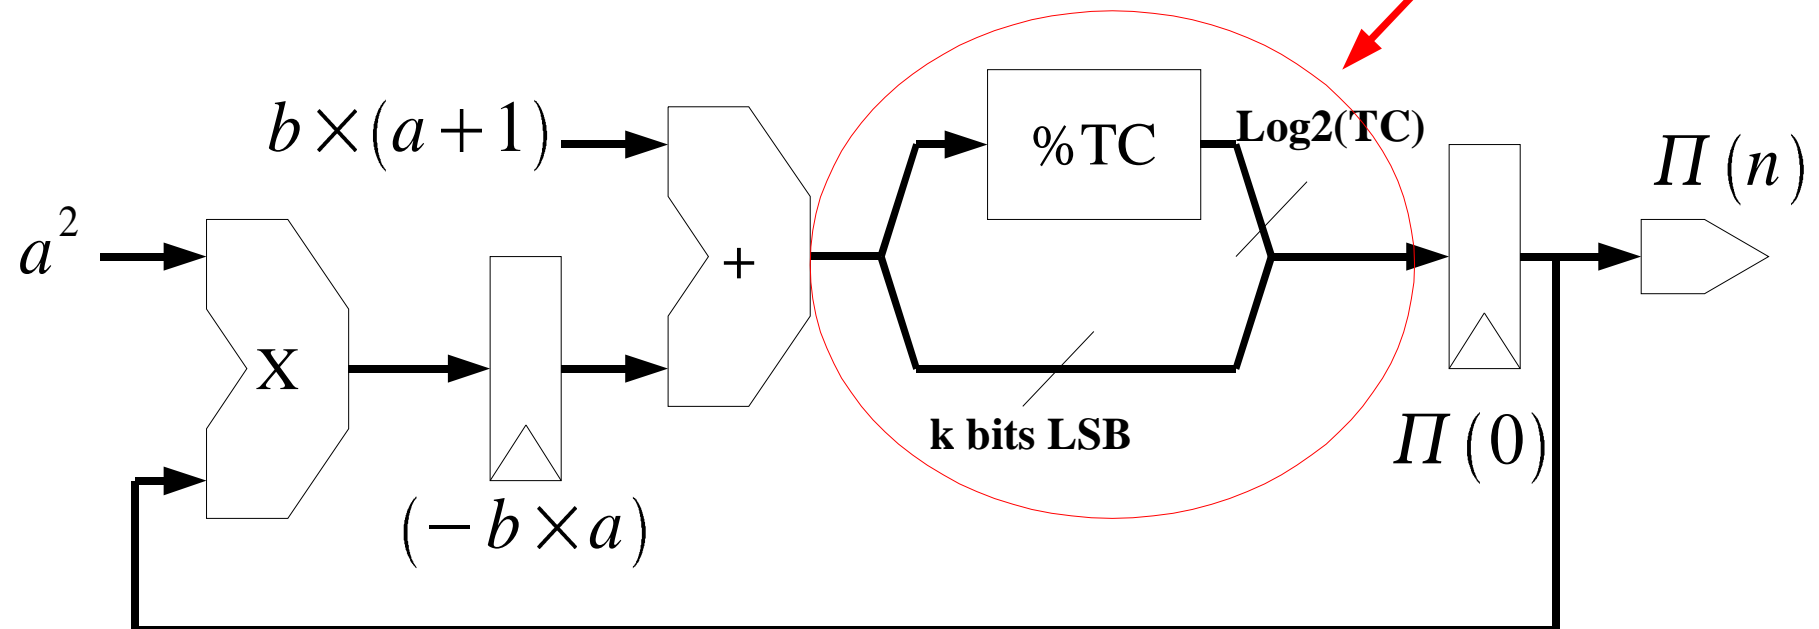 b×(a+1)
%TC
Log2(TC)
Π(n)
a²
+
X
k bits LSB
Π(0)
(−b×a)